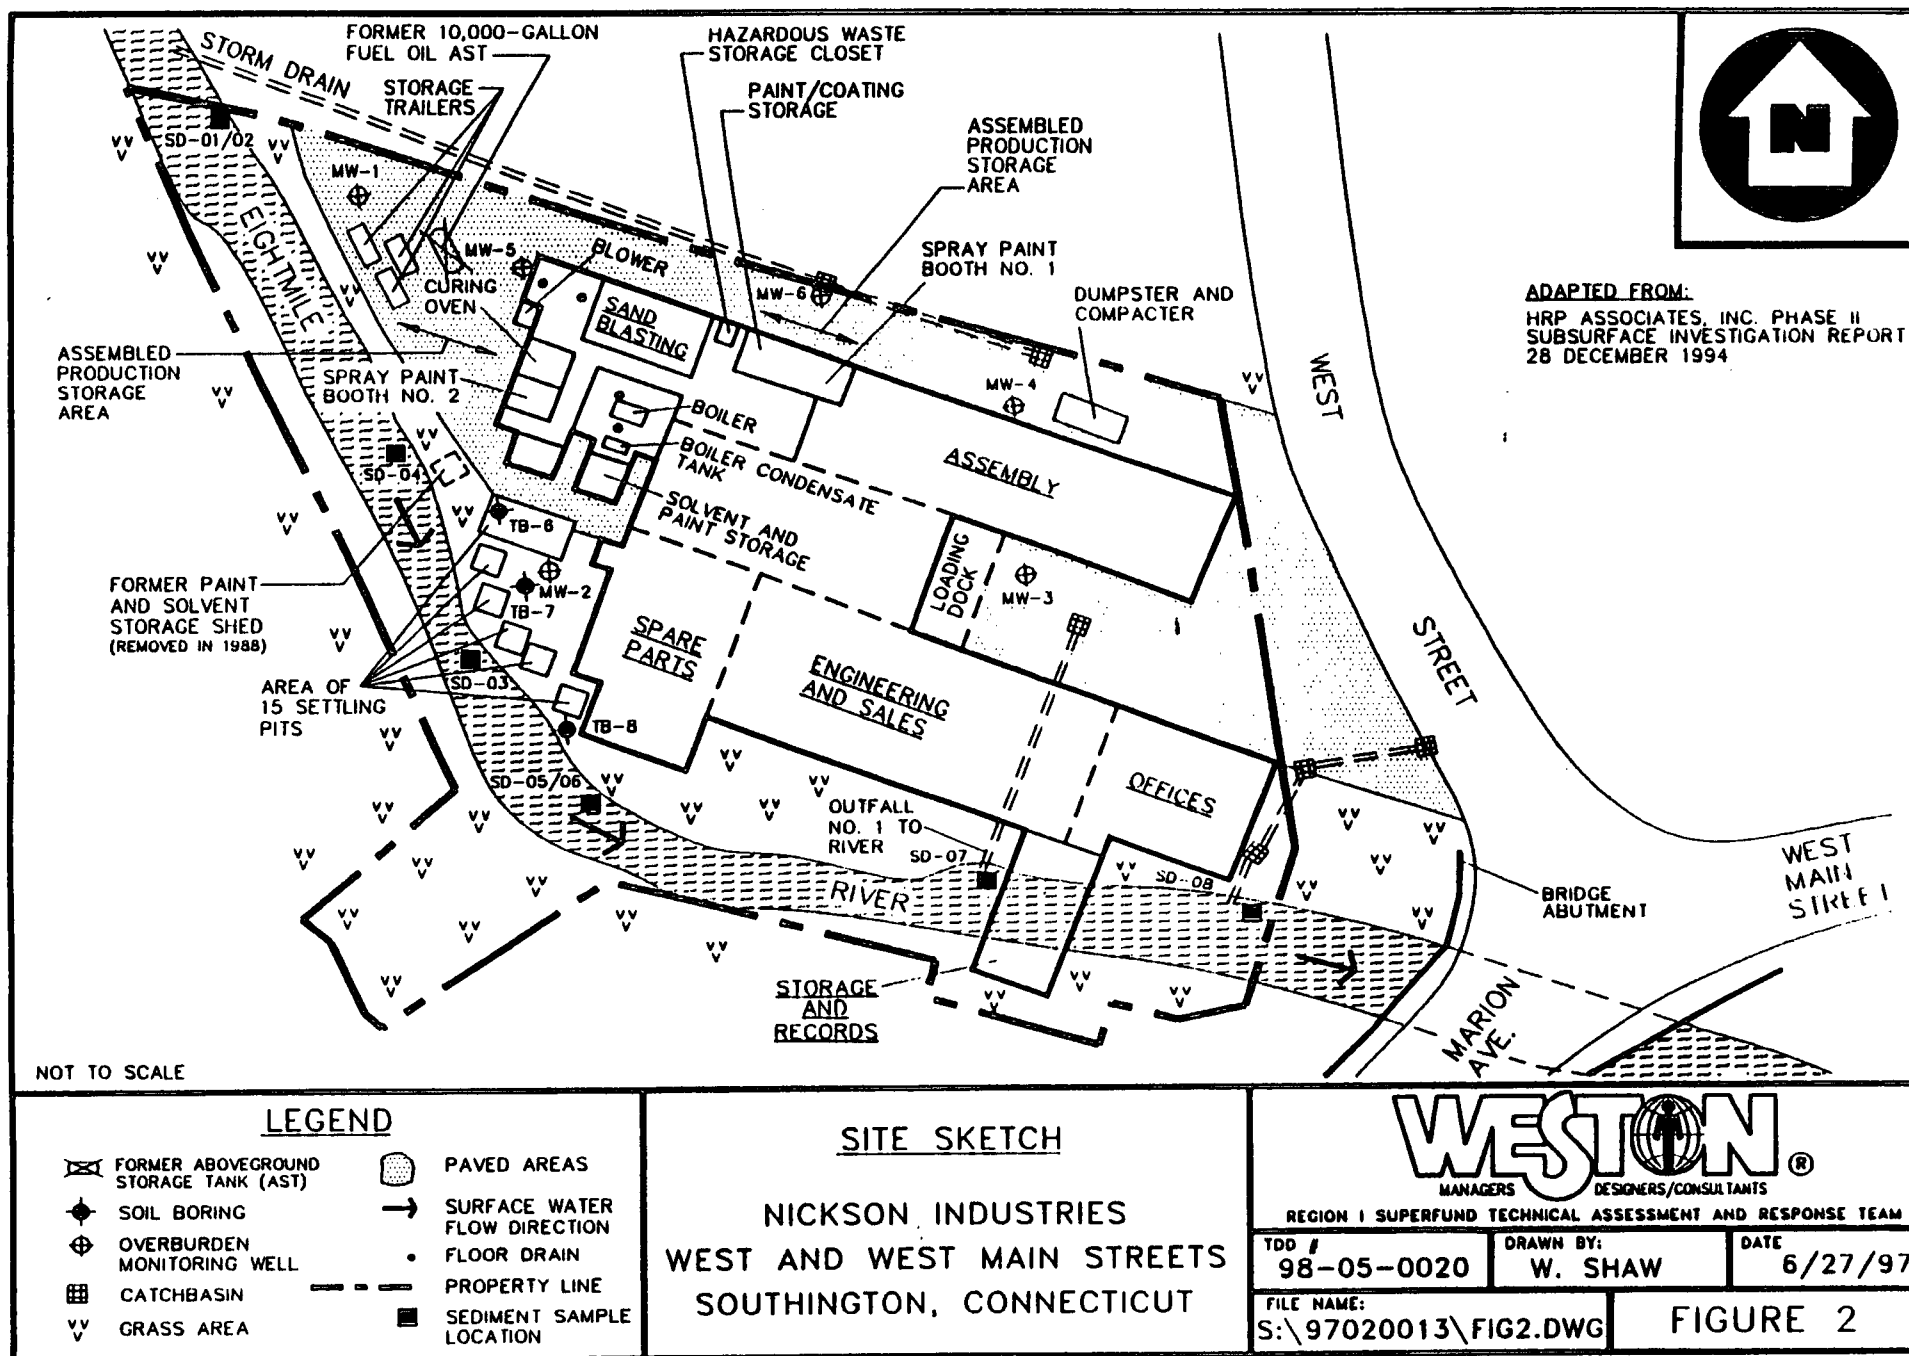 STORM DRAIN
FORMER 10,000-GALLON
FUEL OIL AST
STORAGE
TRAILERS
HAZARDOUS WASTE
STORAGE CLOSET
PAINT/COATING
STORAGE
ASSEMBLED
PRODUCTION
STORAGE
AREA
N
SD-01/02
MW-1
EIGHTMILE
MW-5
BLOWER
CURING
OVEN
SAND
BLASTING
MW-6
SPRAY PAINT
BOOTH NO. 1
DUMPSTER AND
COMPACTER
ADAPTED FROM:
HRP ASSOCIATES, INC. PHASE II
SUBSURFACE INVESTIGATION REPORT
28 DECEMBER 1994
ASSEMBLED
PRODUCTION
STORAGE
AREA
SPRAY PAINT
BOOTH NO. 2
MW-4
WEST
STREET
BOILER
BOILER CONDENSATE
TANK
SOLVENT AND
PAINT STORAGE
ASSEMBLY
SD-04
TB-6
LOADING
DOCK
MW-3
FORMER PAINT
AND SOLVENT
STORAGE SHED
(REMOVED IN 1988)
MW-2
TB-7
SPARE
PARTS
ENGINEERING
AND SALES
SD-03
AREA OF
15 SETTLING
PITS
TB-8
SD-05/06
OFFICES
OUTFALL
NO. 1 TO
RIVER
SD-07
SD-08
RIVER
BRIDGE
ABUTMENT
WEST
MAIN
STREET
STORAGE
AND
RECORDS
MARION
AVE.
NOT TO SCALE
LEGEND
FORMER ABOVEGROUND
STORAGE TANK (AST)
SOIL BORING
OVERBURDEN
MONITORING WELL
CATCHBASIN
GRASS AREA
PAVED AREAS
SURFACE WATER
FLOW DIRECTION
FLOOR DRAIN
PROPERTY LINE
SEDIMENT SAMPLE
LOCATION
SITE SKETCH
NICKSON INDUSTRIES
WEST AND WEST MAIN STREETS
SOUTHINGTON, CONNECTICUT
WESTON ®
MANAGERS DESIGNERS/CONSULTANTS
REGION I SUPERFUND TECHNICAL ASSESSMENT AND RESPONSE TEAM
TDD #
98-05-0020
DRAWN BY:
W. SHAW
DATE
6/27/97
FILE NAME:
S:\97020013\FIG2.DWG
FIGURE 2